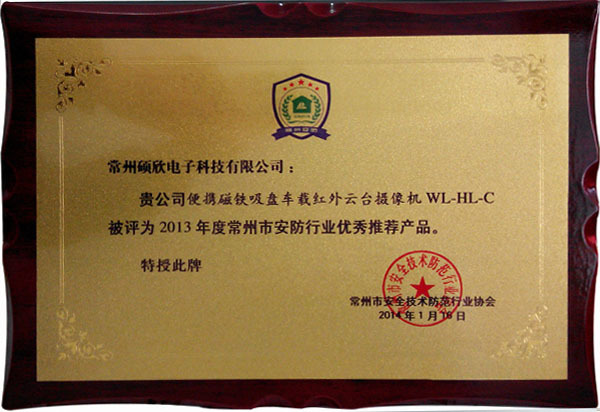 常州硕欣电子科技有限公司：
贵公司便携磁铁吸盘车载红外云台摄像机 WL-HL-C
被评为 2013 年度常州市安防行业优秀推荐产品。
特授此牌
常州市安全技术防范行业协会
2014 年 1 月 16 日